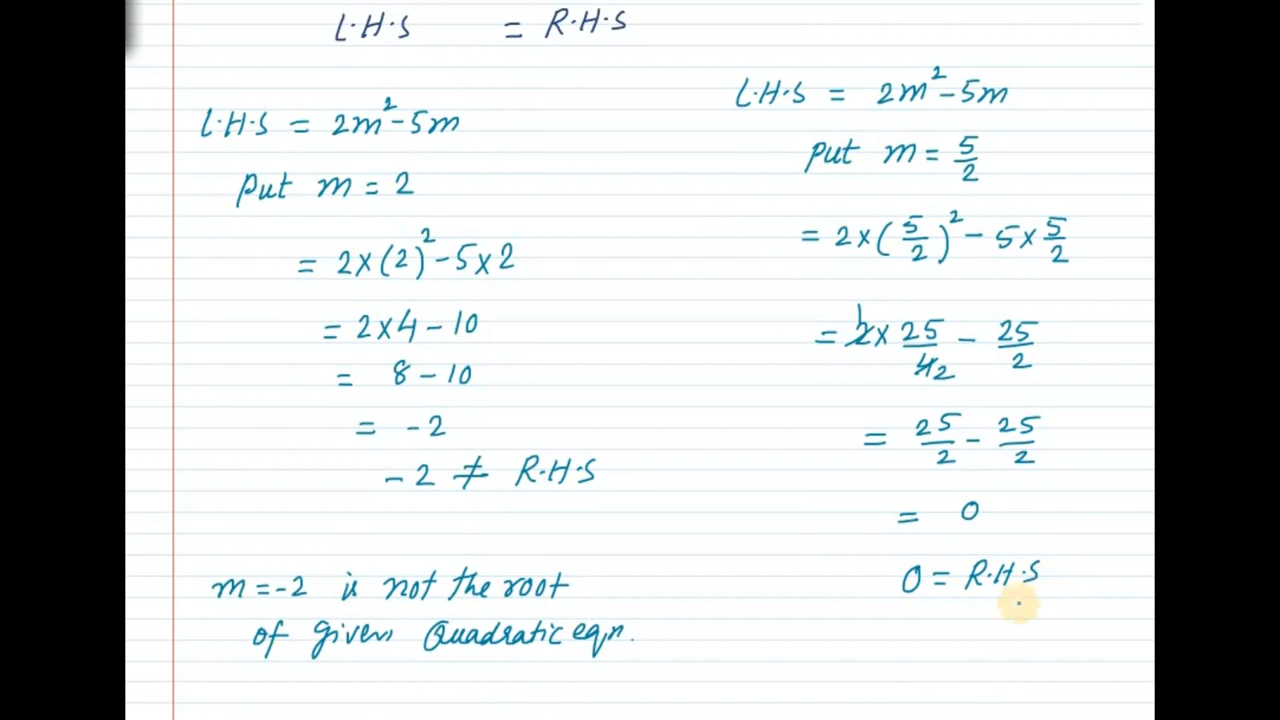 L.H.S = R.H.S
L.H.S = 2m² - 5m
put m = 2
= 2×(2)² - 5×2
= 2×4 - 10
= 8 - 10
= -2
-2 ≠ R.H.S
m = -2 is not the root
of given Quadratic eqn.
L.H.S = 2m² - 5m
put m = 5/2
= 2×(5/2)² - 5×5/2
= 2̸ 1 × 25/4̸ 2 - 25/2
= 25/2 - 25/2
= 0
0 = R.H.S